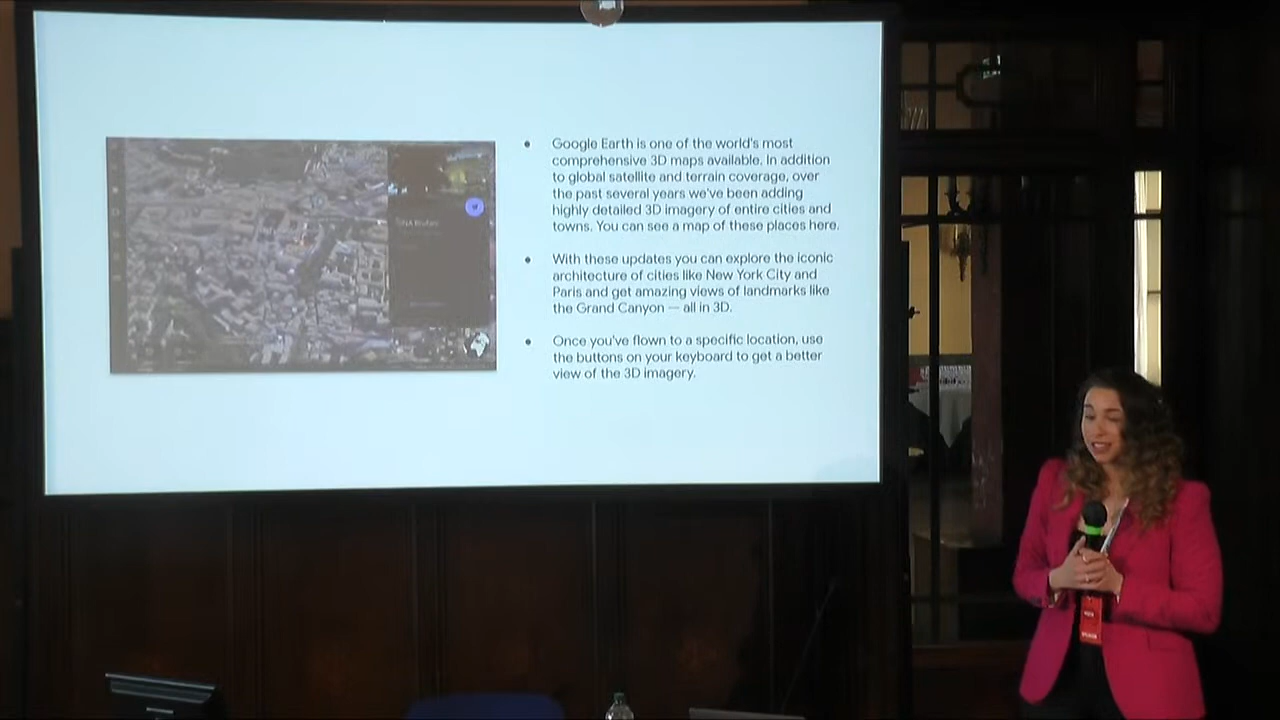 Google Earth is one of the world's most
comprehensive 3D maps available. In addition
to global satellite and terrain coverage, over
the past several years we've been adding
highly detailed 3D imagery of entire cities and
towns. You can see a map of these places here.
With these updates you can explore the iconic
architecture of cities like New York City and
Paris and get amazing views of landmarks like
the Grand Canyon — all in 3D.
Once you've flown to a specific location, use
the buttons on your keyboard to get a better
view of the 3D imagery.